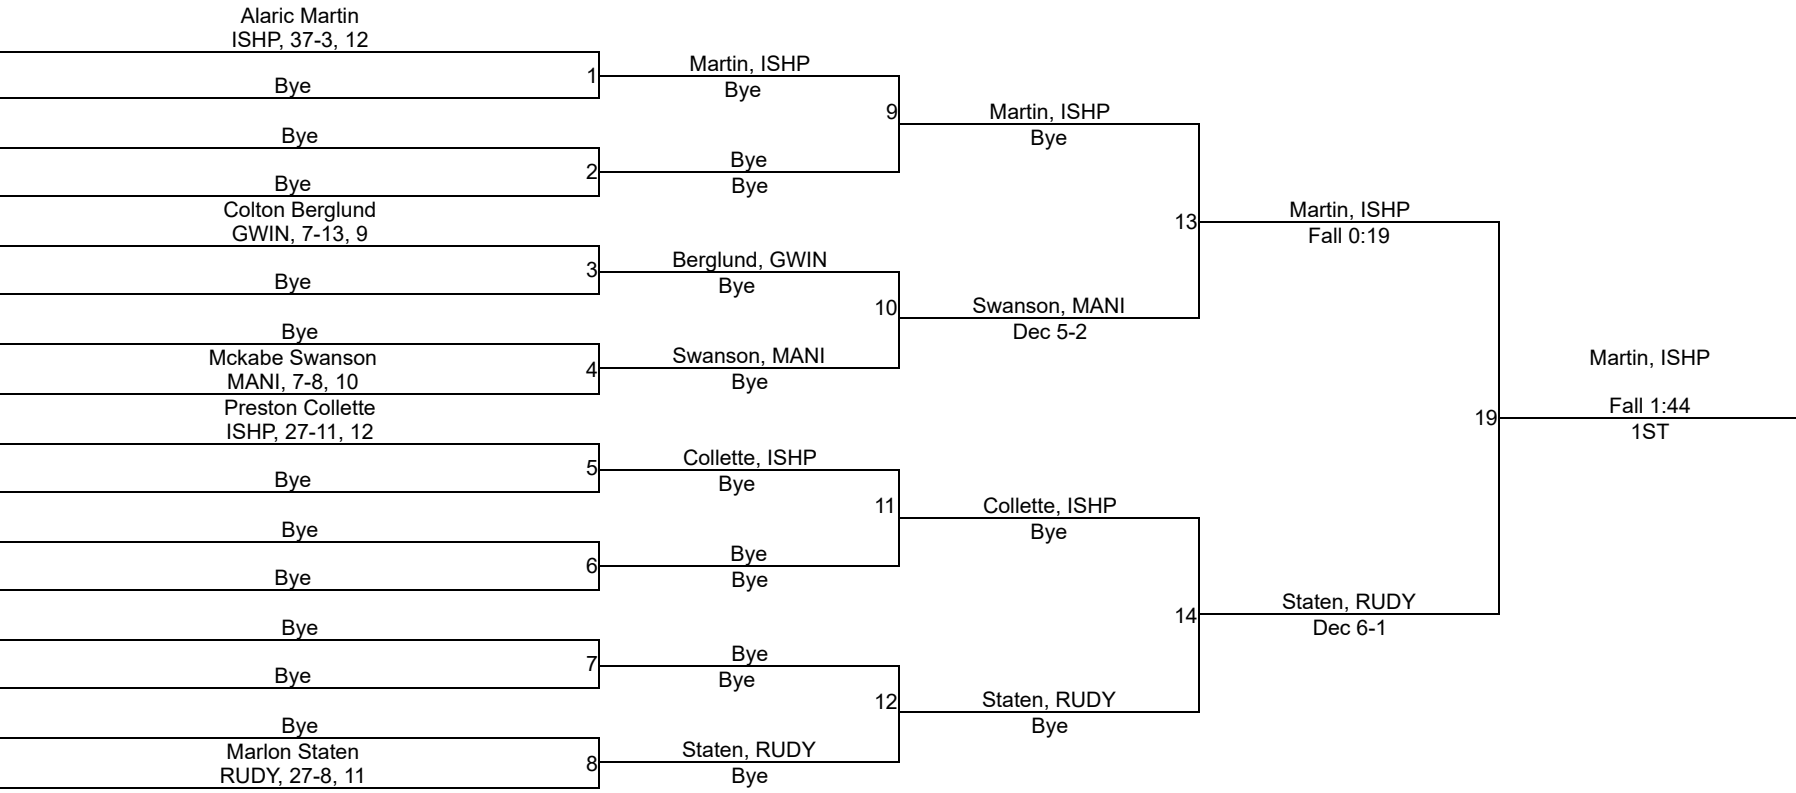 Alaric Martin
ISHP, 37-3, 12
Bye
1
Bye
Bye
2
Colton Berglund
GWIN, 7-13, 9
Bye
3
Bye
Mckabe Swanson
MANI, 7-8, 10
4
Preston Collette
ISHP, 27-11, 12
Bye
5
Bye
Bye
6
Bye
Bye
7
Bye
Marlon Staten
RUDY, 27-8, 11
8
Martin, ISHP
Bye
9
Bye
Bye
Berglund, GWIN
Bye
10
Swanson, MANI
Bye
Collette, ISHP
Bye
11
Bye
Bye
Bye
Bye
12
Staten, RUDY
Bye
Martin, ISHP
Bye
13
Swanson, MANI
Dec 5-2
Collette, ISHP
Bye
14
Staten, RUDY
Bye
Martin, ISHP
Fall 0:19
19
Staten, RUDY
Dec 6-1
Martin, ISHP
Fall 1:44
1ST